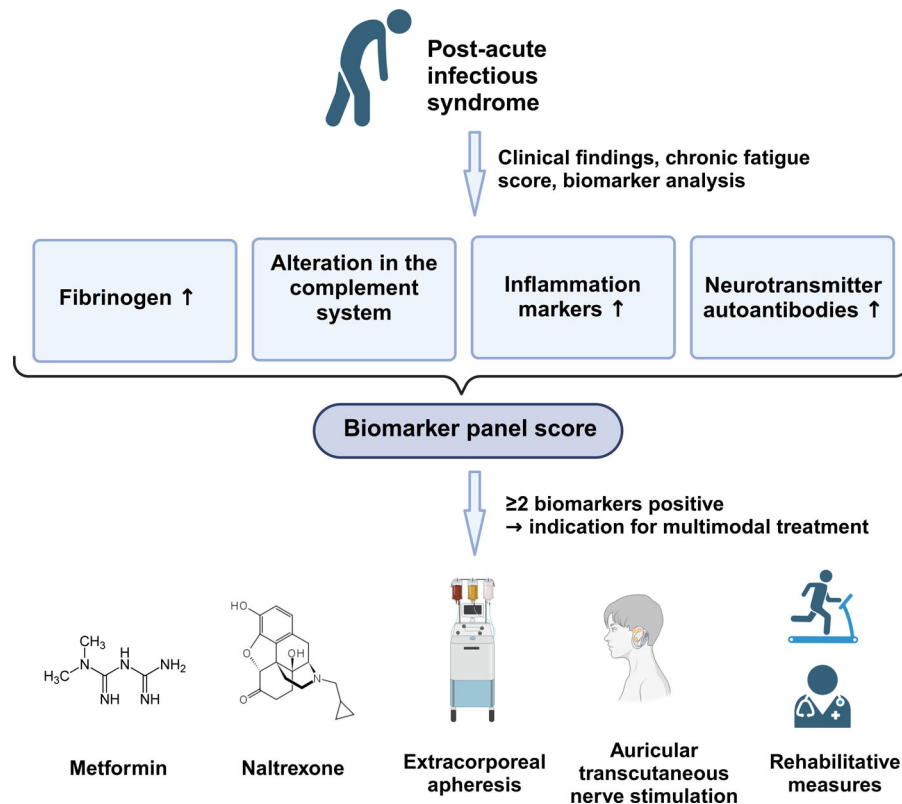 Post-acute
infectious
syndrome
Clinical findings, chronic fatigue
score, biomarker analysis
Fibrinogen ↑
Alteration in the
complement
system
Inflammation
markers ↑
Neurotransmitter
autoantibodies ↑
Biomarker panel score
≥2 biomarkers positive
→ indication for multimodal treatment
CH₃
H₃C
N
H
N
NH₂
NH
NH
HO
O
OH
N
O
Metformin
Naltrexone
Extracorporeal
apheresis
Auricular
transcutaneous
nerve stimulation
Rehabilitative
measures